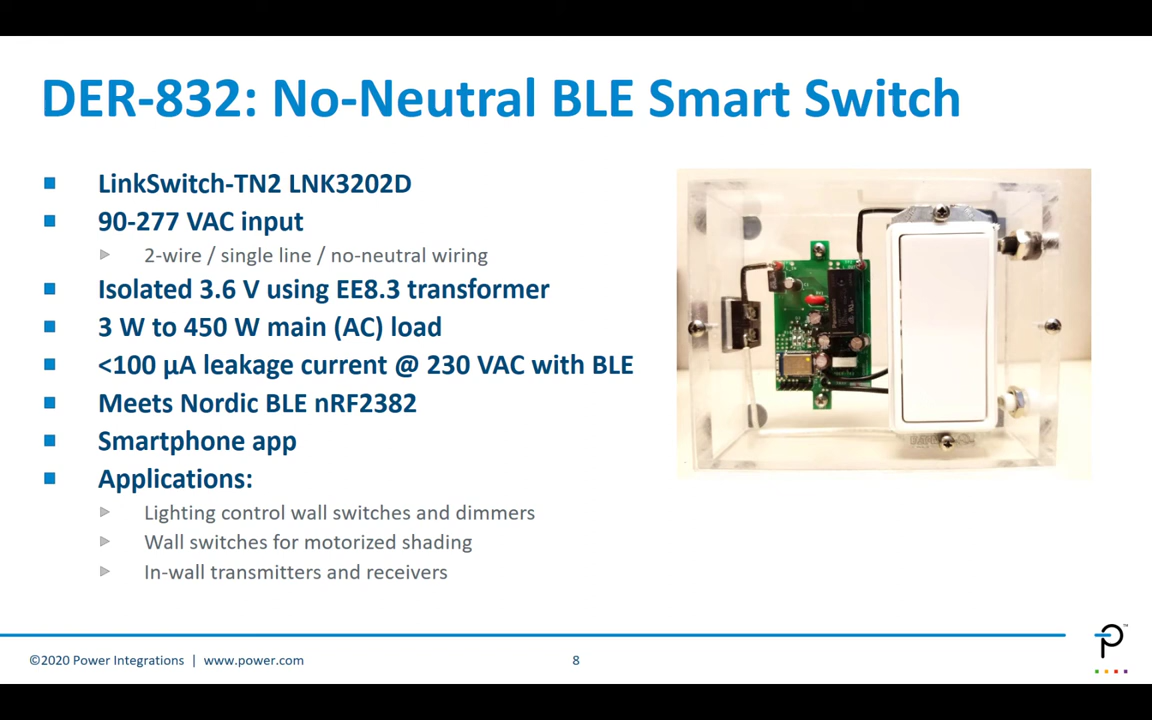 DER-832: No-Neutral BLE Smart Switch
LinkSwitch-TN2 LNK3202D
90-277 VAC input
2-wire / single line / no-neutral wiring
Isolated 3.6 V using EE8.3 transformer
3 W to 450 W main (AC) load
<100 µA leakage current @ 230 VAC with BLE
Meets Nordic BLE nRF2382
Smartphone app
Applications:
Lighting control wall switches and dimmers
Wall switches for motorized shading
In-wall transmitters and receivers
©2020 Power Integrations | www.power.com
8
TM